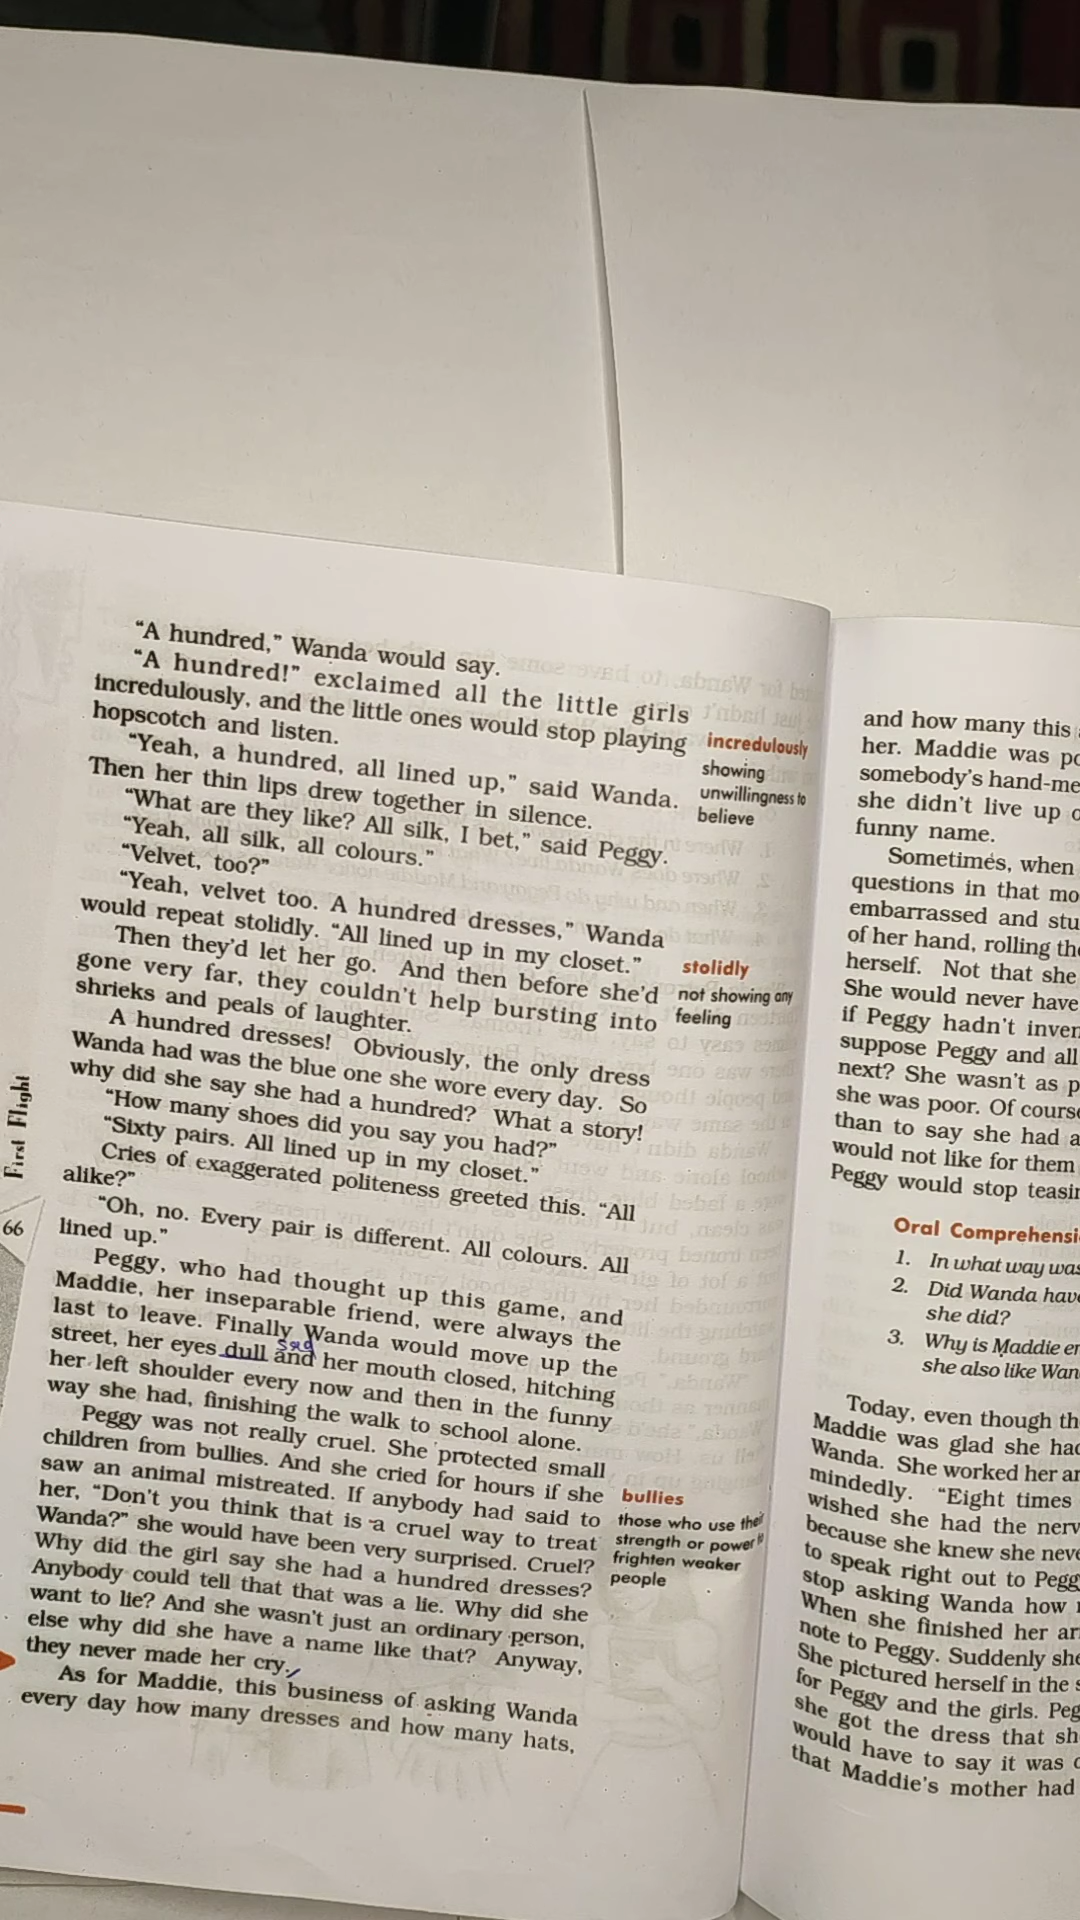 “A hundred,” Wanda would say.
“A hundred!” exclaimed all the little girls
incredulously, and the little ones would stop playing
hopscotch and listen.
“Yeah, a hundred, all lined up,” said Wanda.
Then her thin lips drew together in silence.
“What are they like? All silk, I bet,” said Peggy.
“Yeah, all silk, all colours.”
“Velvet, too?”
“Yeah, velvet too. A hundred dresses,” Wanda
would repeat stolidly. “All lined up in my closet.”
Then they’d let her go. And then before she’d
gone very far, they couldn’t help bursting into
shrieks and peals of laughter.
A hundred dresses! Obviously, the only dress
Wanda had was the blue one she wore every day. So
why did she say she had a hundred? What a story!
“How many shoes did you say you had?”
“Sixty pairs. All lined up in my closet.”
Cries of exaggerated politeness greeted this. “All
alike?”
“Oh, no. Every pair is different. All colours. All
lined up.”
Peggy, who had thought up this game, and
Maddie, her inseparable friend, were always the
last to leave. Finally Wanda would move up the
sad
street, her eyes dull and her mouth closed, hitching
her left shoulder every now and then in the funny
way she had, finishing the walk to school alone.
Peggy was not really cruel. She protected small
children from bullies. And she cried for hours if she
saw an animal mistreated. If anybody had said to
her, “Don’t you think that is a cruel way to treat
Wanda?” she would have been very surprised. Cruel?
Why did the girl say she had a hundred dresses?
Anybody could tell that that was a lie. Why did she
want to lie? And she wasn’t just an ordinary person,
else why did she have a name like that? Anyway,
they never made her cry.
As for Maddie, this business of asking Wanda
every day how many dresses and how many hats,
incredulously
showing
unwillingness to
believe
stolidly
not showing any
feeling
bullies
those who use their
strength or power to
frighten weaker
people
First Flight
66
and how many this
her. Maddie was
somebody’s
she didn’t live up
funny name.
Sometimes, when
questions in that
embarrassed and
of her hand, rolling
herself. Not that she
She would never have
if Peggy hadn’t
suppose Peggy and all
next? She wasn’t as
she was poor. Of
than to say she had a
would not like for them
Peggy would stop
Oral
1. In what way
2. Did Wanda
she did?
3. Why is Maddie
she also like
Today, even though
Maddie was glad she
Wanda. She worked her
mindedly. “Eight times
wished she had the
because she knew she
to speak right out to
stop asking Wanda how
When she finished her
note to Peggy. Suddenly
She pictured herself in the
for Peggy and the girls.
she got the dress that
would have to say it was
that Maddie’s mother had